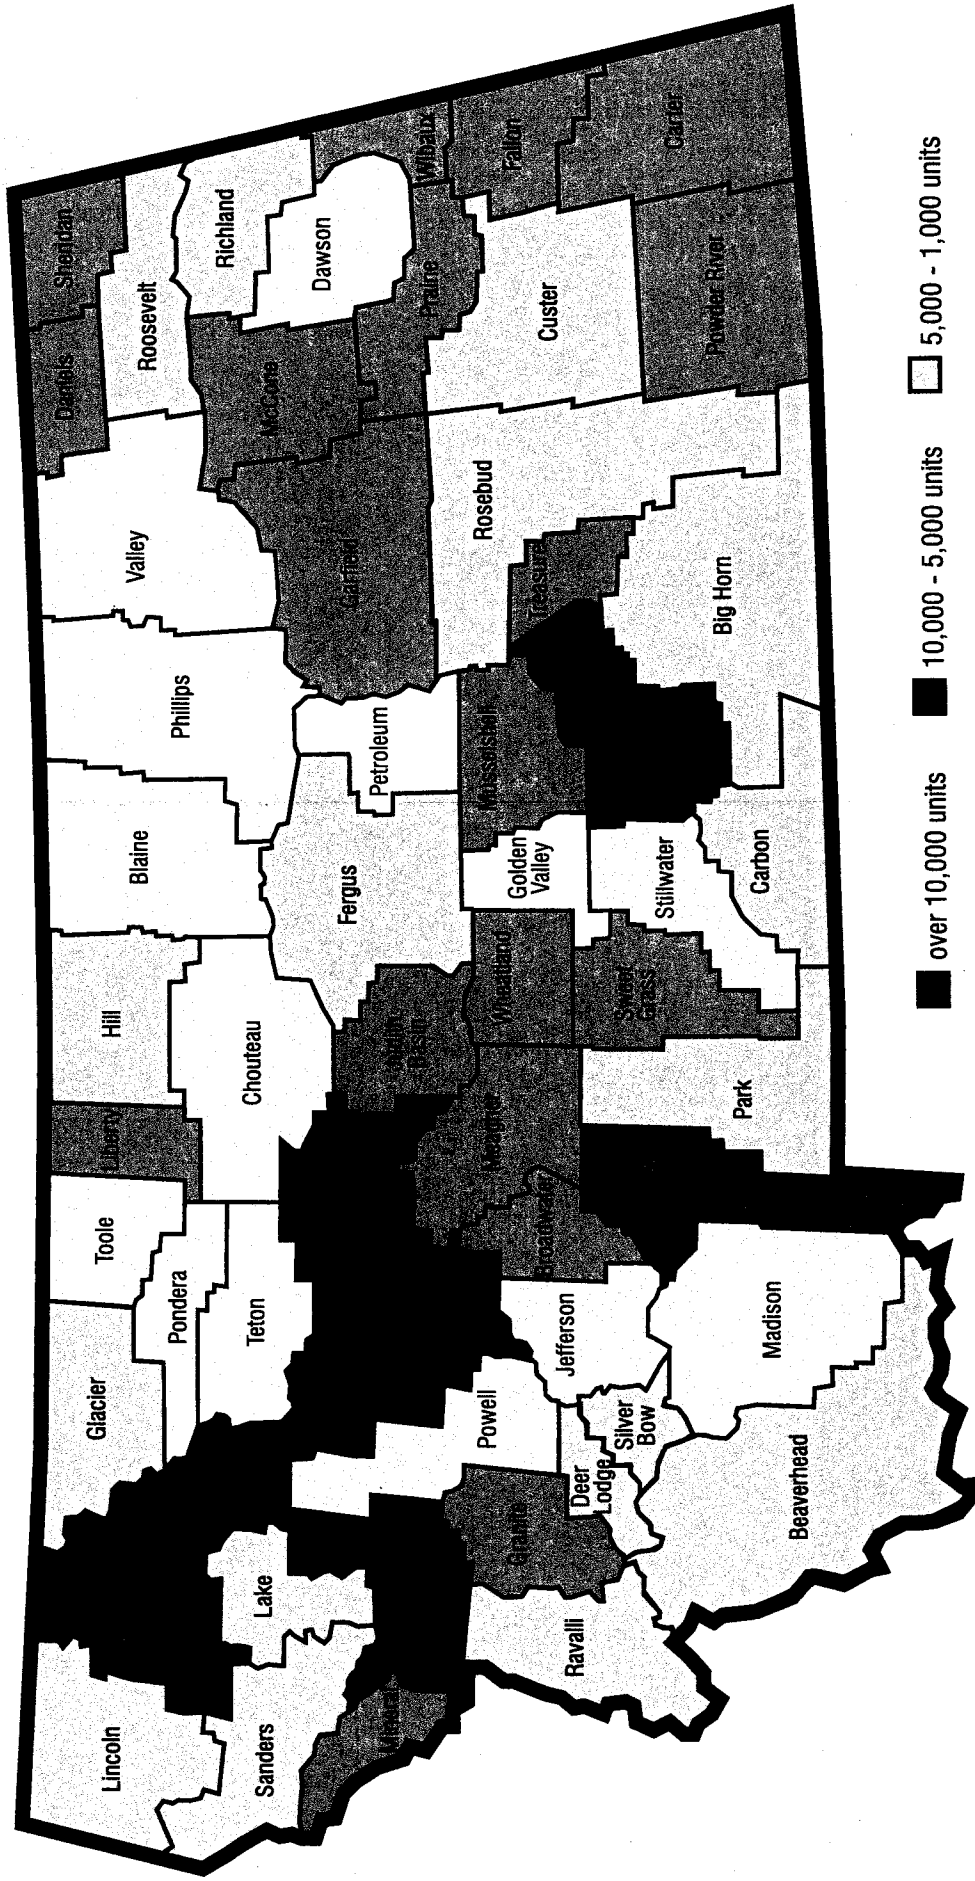 Lincoln
Sanders
Mineral
Lake
Ravalli
Granite
Glacier
Toole
Pondera
Teton
Powell
Deer
Lodge
Silver
Bow
Jefferson
Beaverhead
Madison
Broadwater
Liberty
Hill
Chouteau
Blaine
Fergus
Judith
Basin
Meagher
Wheatland
Sweet
Grass
Park
Golden
Valley
Stillwater
Carbon
Phillips
Petroleum
Musselshell
Valley
Garfield
Rosebud
Treasure
Big Horn
Daniels
Sheridan
Roosevelt
Richland
McCone
Dawson
Prairie
Wibaux
Fallon
Custer
Carter
Powder River
over 10,000 units
10,000 - 5,000 units
5,000 - 1,000 units